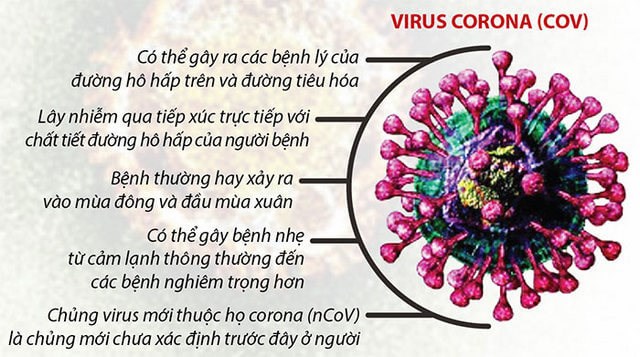 VIRUS CORONA (COV)
Có thể gây ra các bệnh lý của
đường hô hấp trên và đường tiêu hóa
Lây nhiễm qua tiếp xúc trực tiếp với
chất tiết đường hô hấp của người bệnh
Bệnh thường hay xảy ra
vào mùa đông và đầu mùa xuân
Có thể gây bệnh nhẹ
từ cảm lạnh thông thường đến
các bệnh nghiêm trọng hơn
Chủng virus mới thuộc họ corona (nCoV)
là chủng mới chưa xác định trước đây ở người